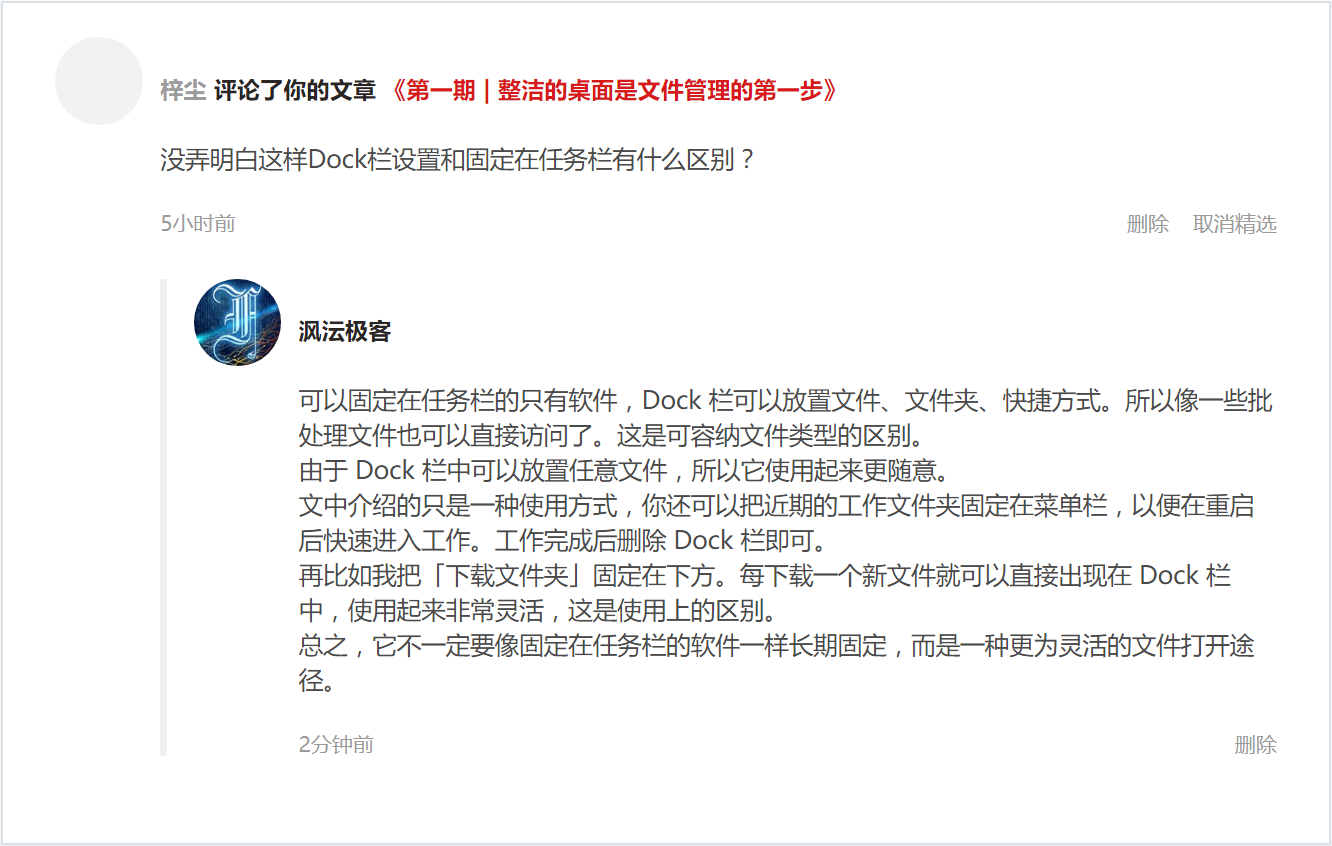 梓尘 评论了你的文章 《第一期 | 整洁的桌面是文件管理的第一步》
没弄明白这样Dock栏设置和固定在任务栏有什么区别？
5小时前 删除 取消精选
沨沄极客
可以固定在任务栏的只有软件，Dock 栏可以放置文件、文件夹、快捷方式。所以像一些批
处理文件也可以直接访问了。这是可容纳文件类型的区别。
由于 Dock 栏中可以放置任意文件，所以它使用起来更随意。
文中介绍的只是一种使用方式，你还可以把近期的工作文件夹固定在菜单栏，以便在重启
后快速进入工作。工作完成后删除 Dock 栏即可。
再比如我把「下载文件夹」固定在下方。每下载一个新文件就可以直接出现在 Dock 栏
中，使用起来非常灵活，这是使用上的区别。
总之，它不一定要像固定在任务栏的软件一样长期固定，而是一种更为灵活的文件打开途
径。
2分钟前 删除